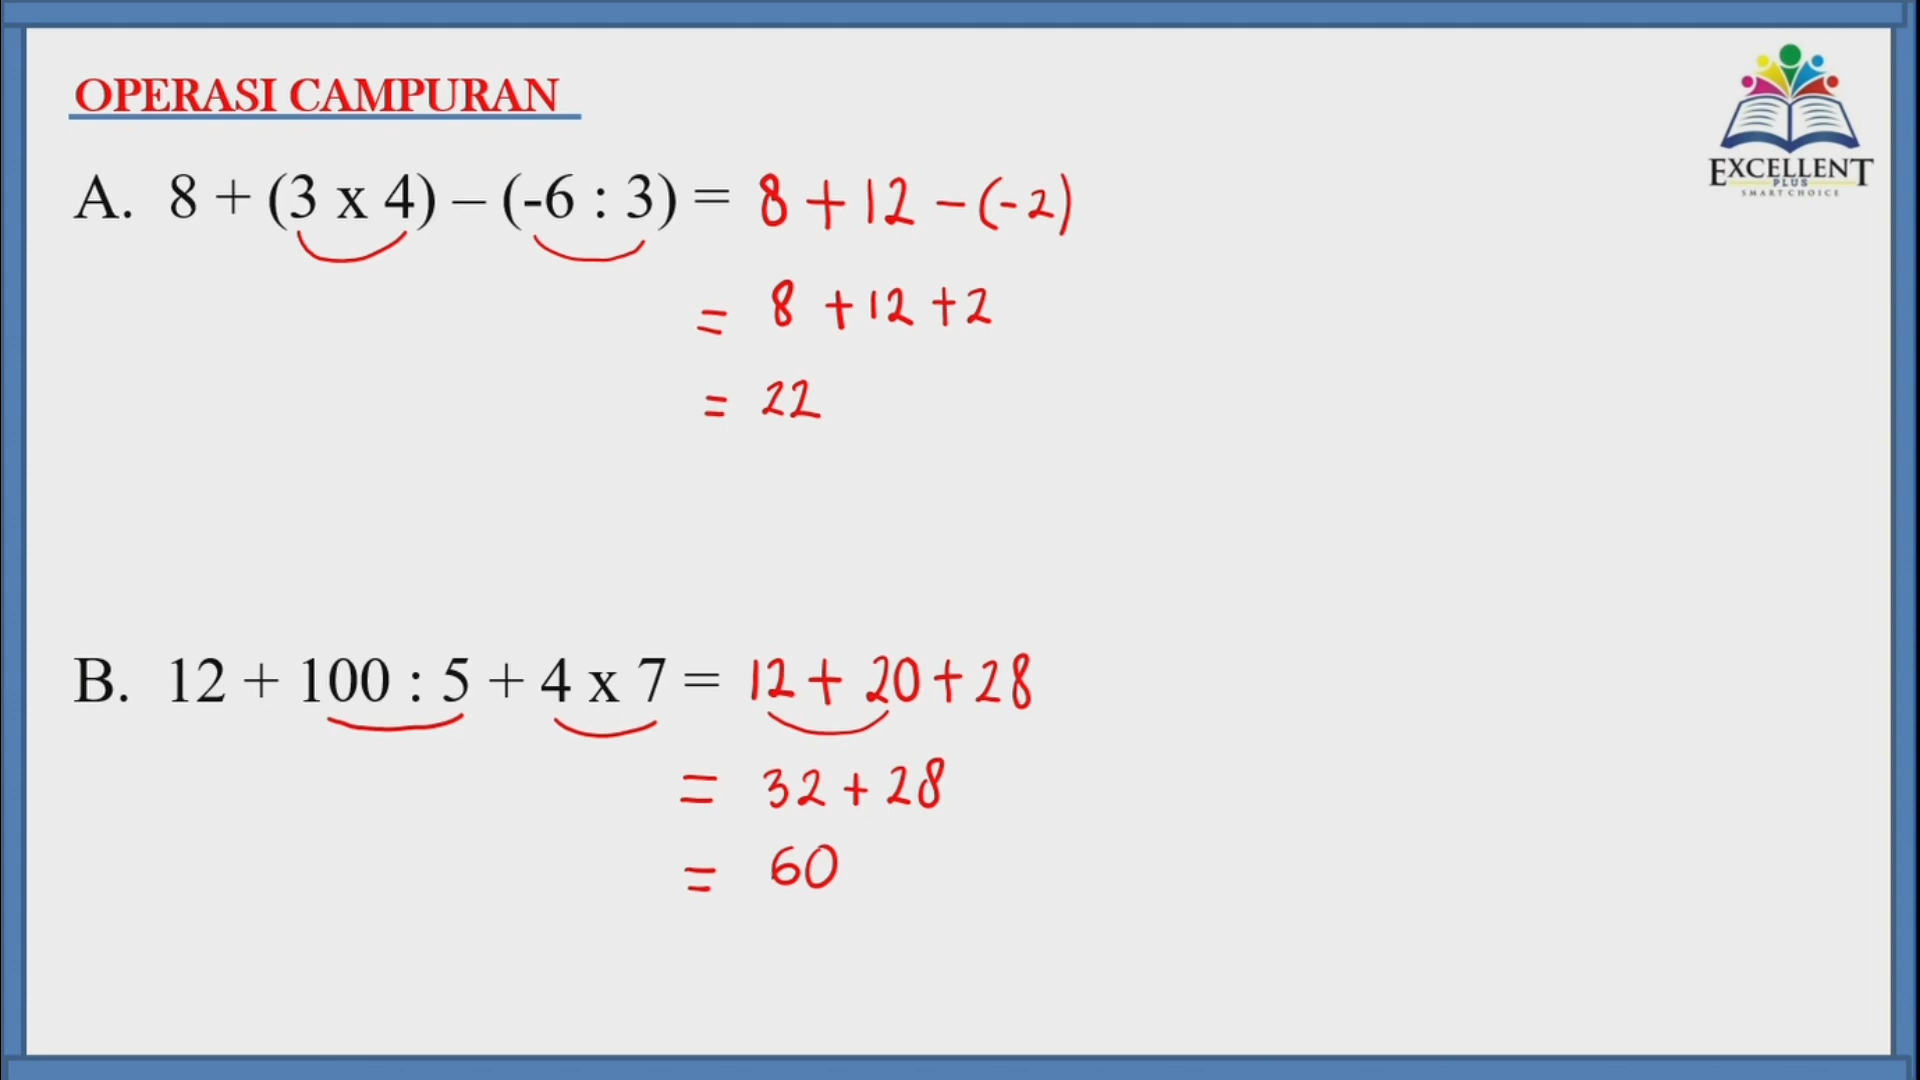 OPERASI CAMPURAN
EXCELLENT
PLUS
SMART CHOICE
A. 8 + (3 x 4) – (-6 : 3) = 8 + 12 - (-2)
= 8 + 12 + 2
= 22
B. 12 + 100 : 5 + 4 x 7 = 12 + 20 + 28
= 32 + 28
= 60